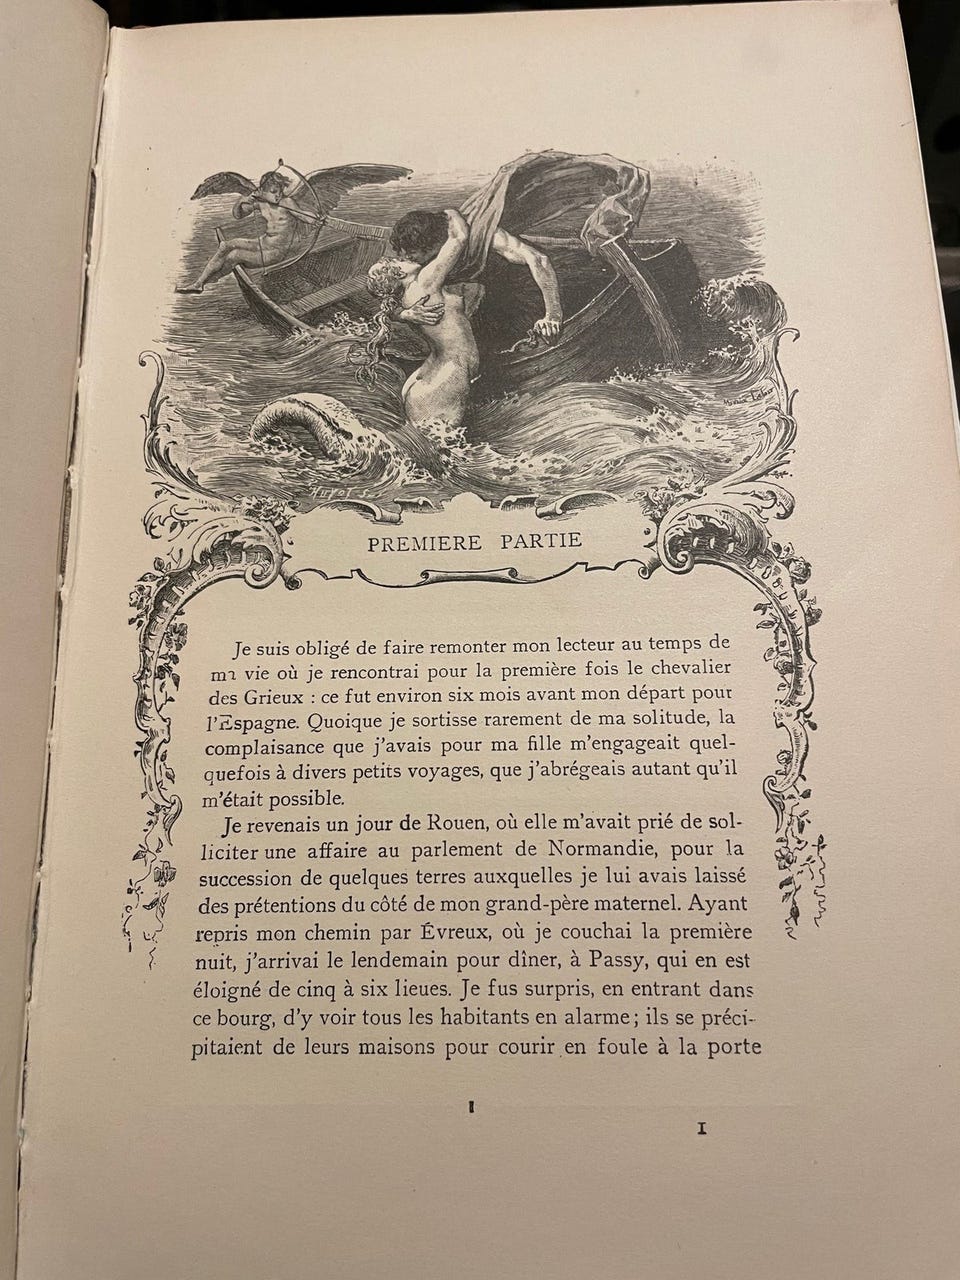 Maurice Leloir
Huyot s.
PREMIERE PARTIE
Je suis obligé de faire remonter mon lecteur au temps de
ma vie où je rencontrai pour la première fois le chevalier
des Grieux : ce fut environ six mois avant mon départ pour
l'Espagne. Quoique je sortisse rarement de ma solitude, la
complaisance que j'avais pour ma fille m'engageait quel-
quefois à divers petits voyages, que j'abrégeais autant qu'il
m'était possible.
Je revenais un jour de Rouen, où elle m'avait prié de sol-
liciter une affaire au parlement de Normandie, pour la
succession de quelques terres auxquelles je lui avais laissé
des prétentions du côté de mon grand-père maternel. Ayant
repris mon chemin par Évreux, où je couchai la première
nuit, j'arrivai le lendemain pour dîner, à Passy, qui en est
éloigné de cinq à six lieues. Je fus surpris, en entrant dans
ce bourg, d'y voir tous les habitants en alarme ; ils se préci-
pitaient de leurs maisons pour courir en foule à la porte
1
1